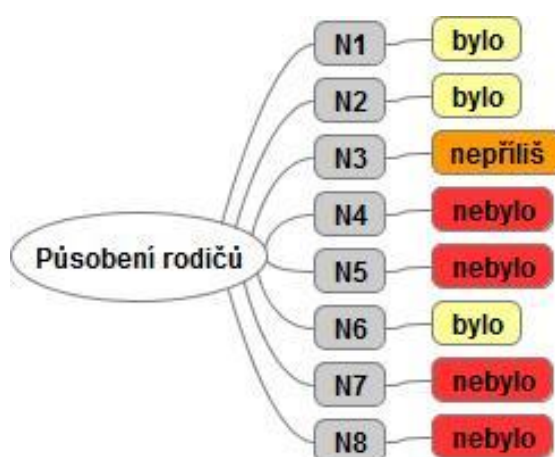 N1 bylo
N2 bylo
N3 nepříliš
N4 nebylo
Působení rodičů
N5 nebylo
N6 bylo
N7 nebylo
N8 nebylo